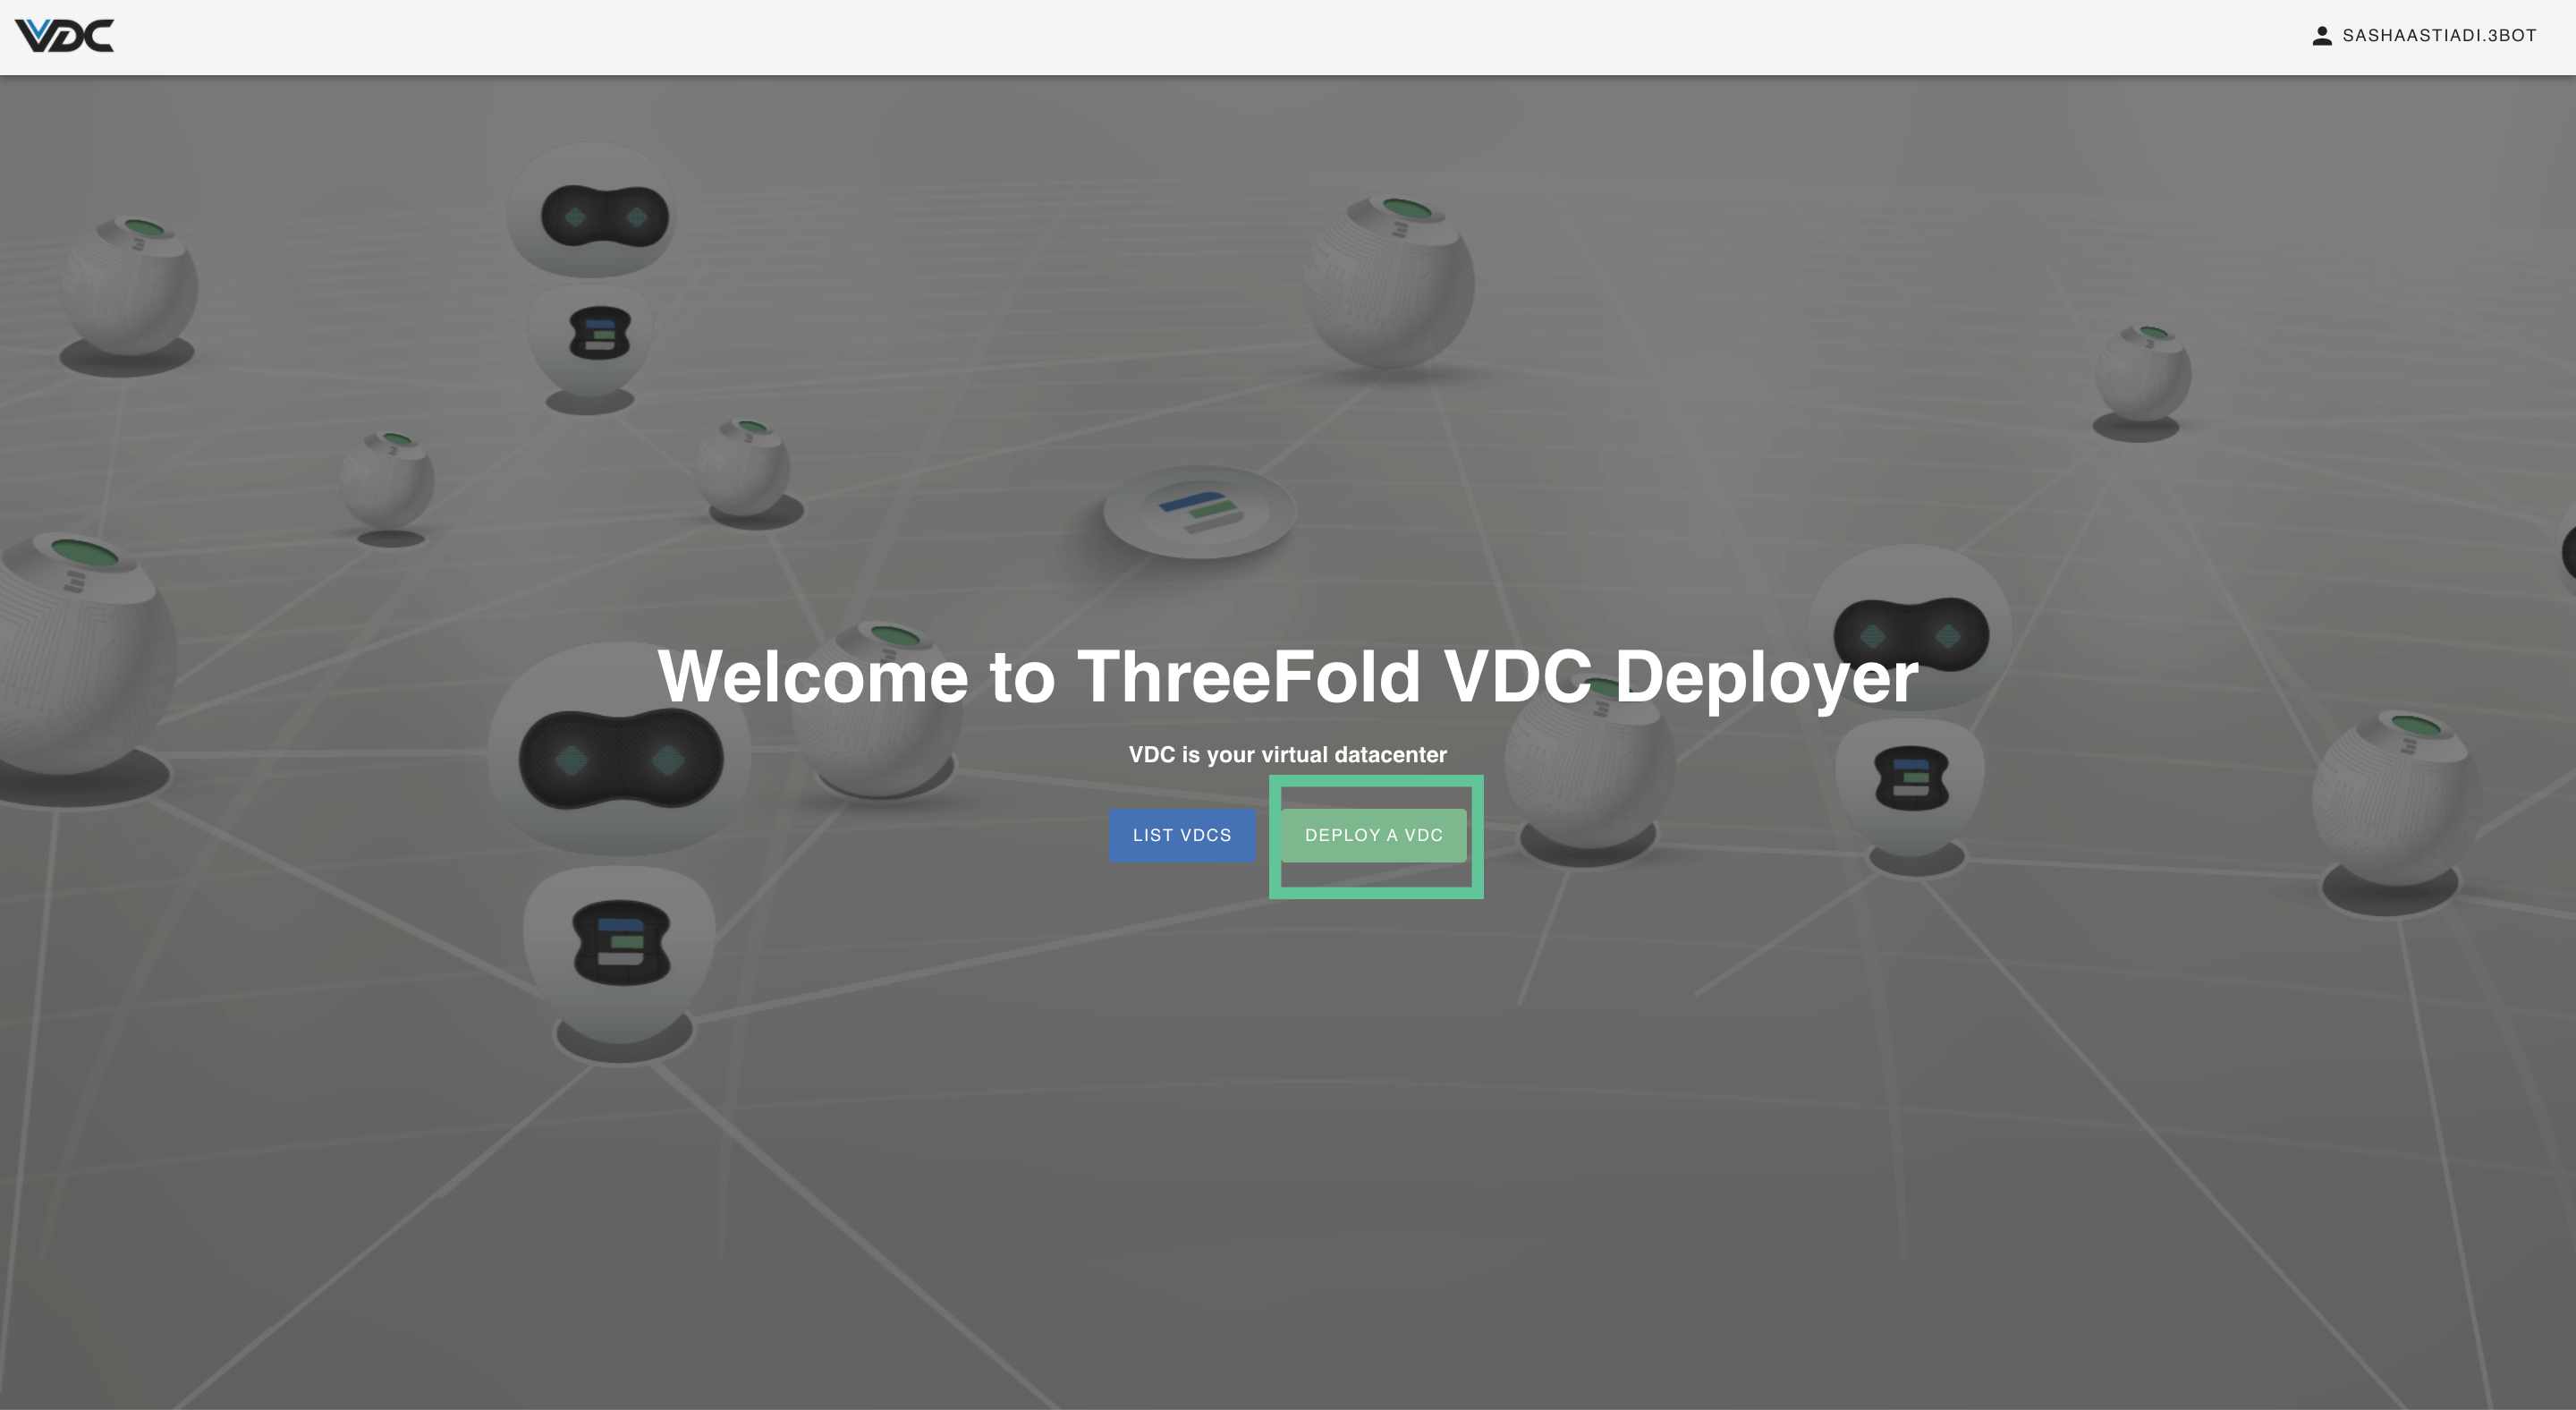 VDC
SASHAASTIADI.3BOT
Welcome to ThreeFold VDC Deployer
VDC is your virtual datacenter
LIST VDCS
DEPLOY A VDC